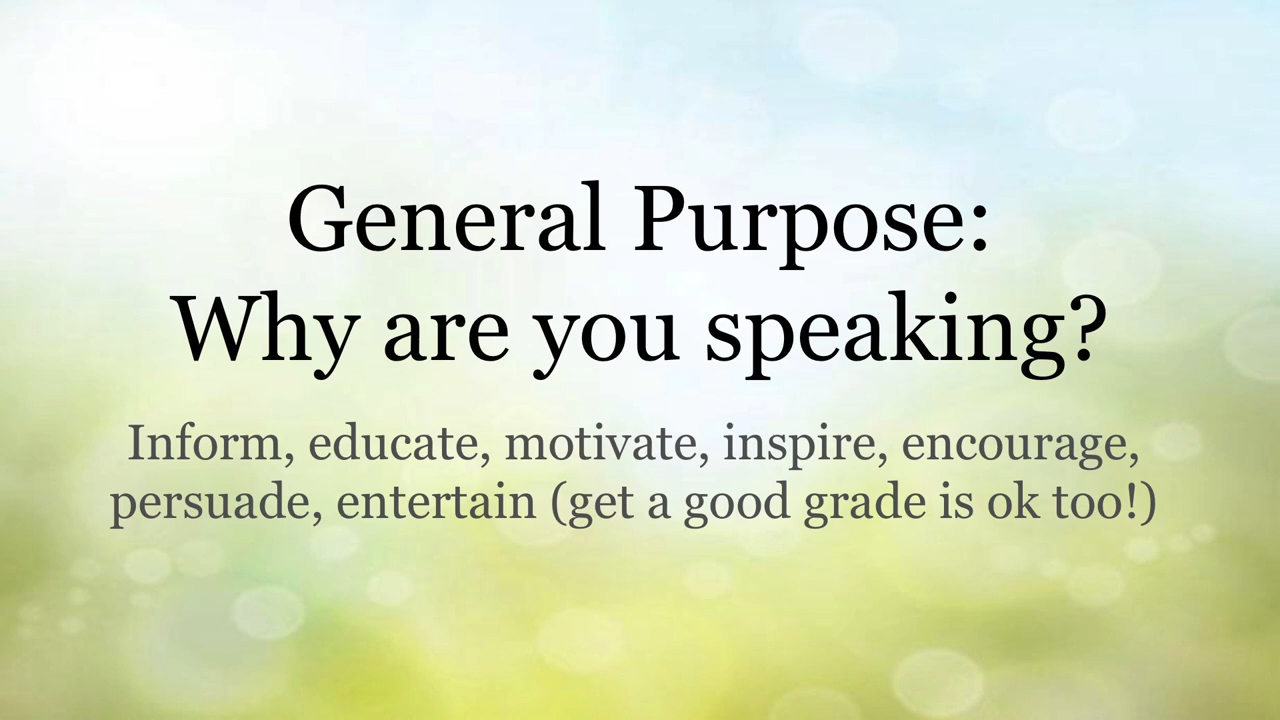 General Purpose:
Why are you speaking?
Inform, educate, motivate, inspire, encourage,
persuade, entertain (get a good grade is ok too!)